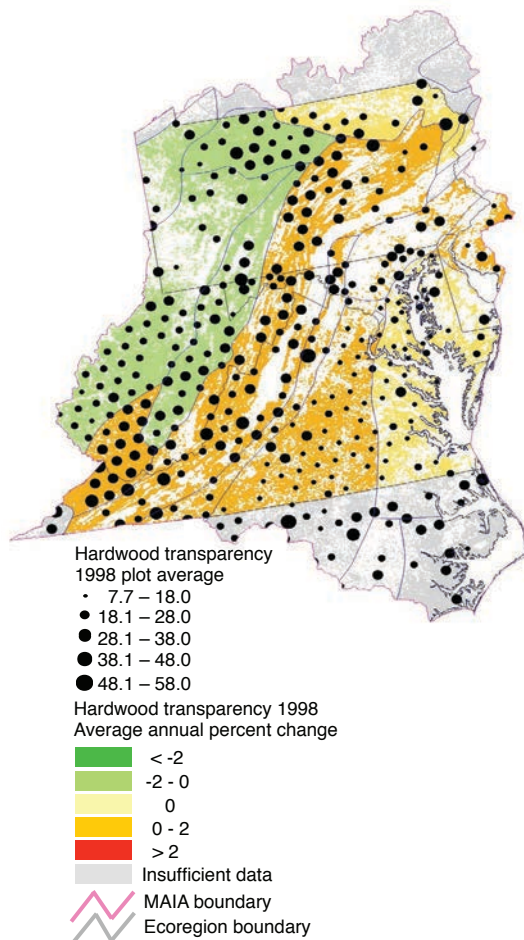 Hardwood transparency
1998 plot average
7.7 – 18.0
18.1 – 28.0
28.1 – 38.0
38.1 – 48.0
48.1 – 58.0
Hardwood transparency 1998
Average annual percent change
< -2
-2 - 0
0
0 - 2
> 2
Insufficient data
MAIA boundary
Ecoregion boundary